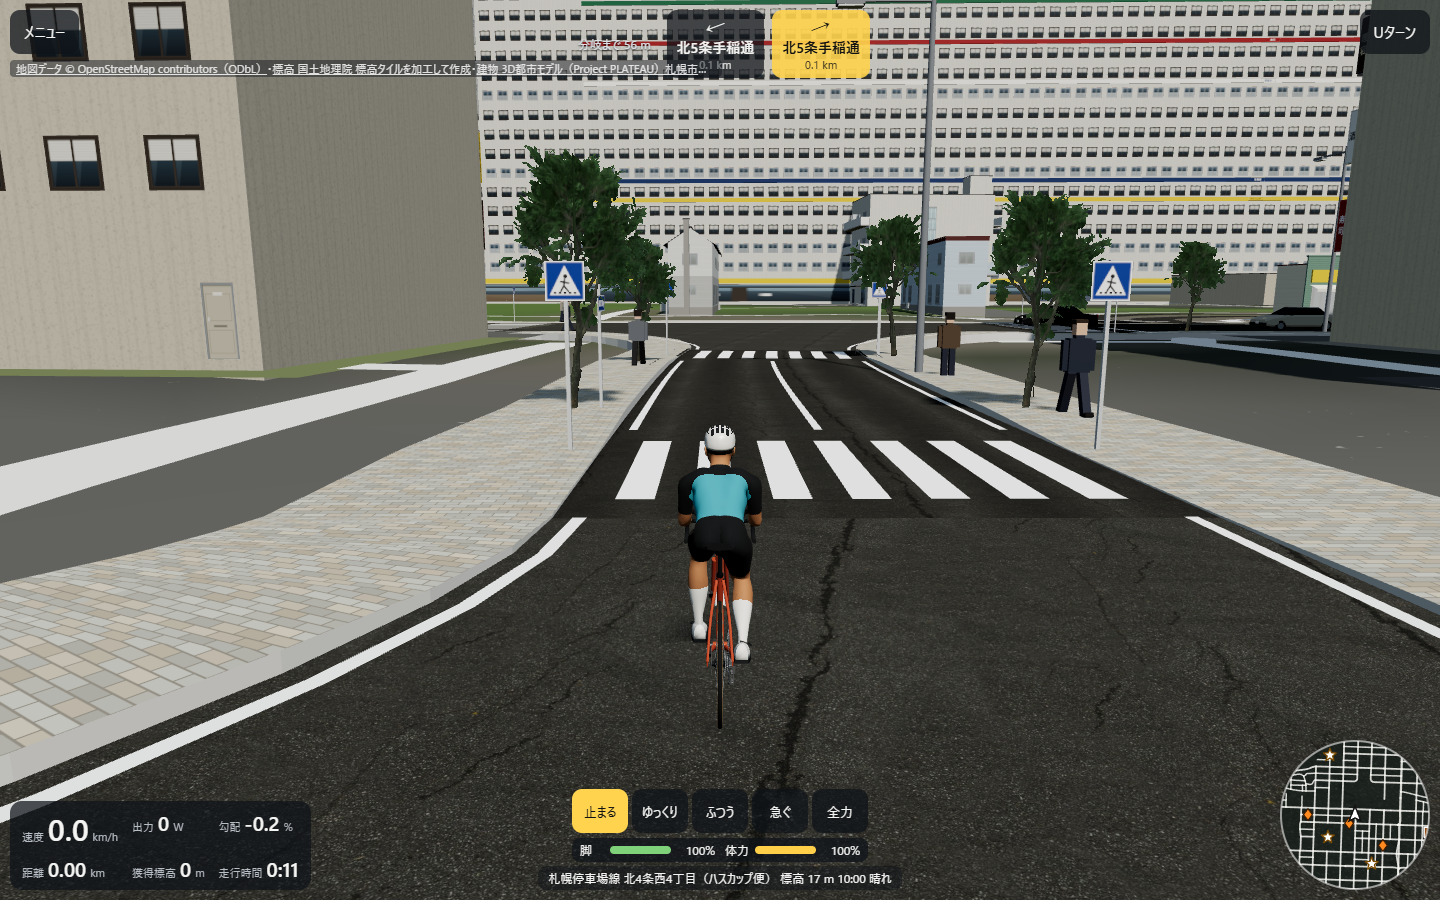 メニュー
分岐まで 56 m
北5条手稲通
0.1 km
北5条手稲通
0.1 km
Uターン
地図データ © OpenStreetMap contributors（ODbL）・標高 国土地理院 標高タイルを加工して作成・建物 3D都市モデル（Project PLATEAU）札幌市…
止まる
ゆっくり
ふつう
急ぐ
全力
脚 100% 体力 100%
札幌停車場線 北4条西4丁目（ハスカップ便） 標高 17 m 10:00 晴れ
速度 0.0 km/h 出力 0 W 勾配 -0.2 %
距離 0.00 km 獲得標高 0 m 走行時間 0:11